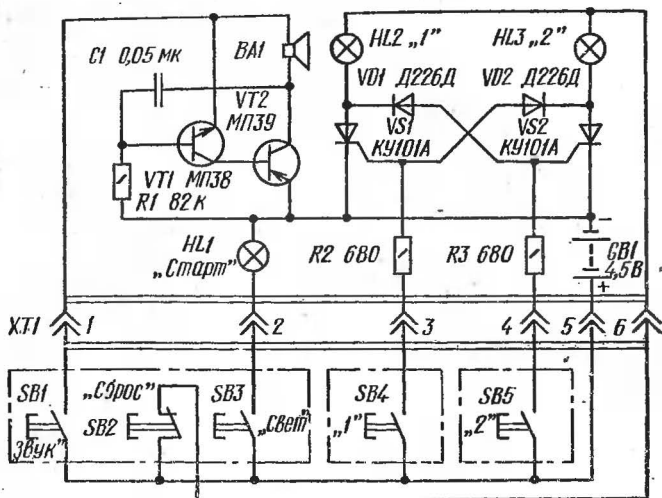 C1 0,05 мк
BA1
HL2 „1"
HL3 „2"
VD1 Д226Д
VD2 Д226Д
VT2
МП39
VS1
КУ101А
VS2
КУ101А
VT1 МП38
R1 82к
HL1
„Старт"
R2 680
R3 680
−
GB1
4,5В
+
XT1
1
2
3
4
5
6
SB1
„Сброс"
SB3
SB4
SB5
Звук"
SB2
„Свет"
„1"
„2"